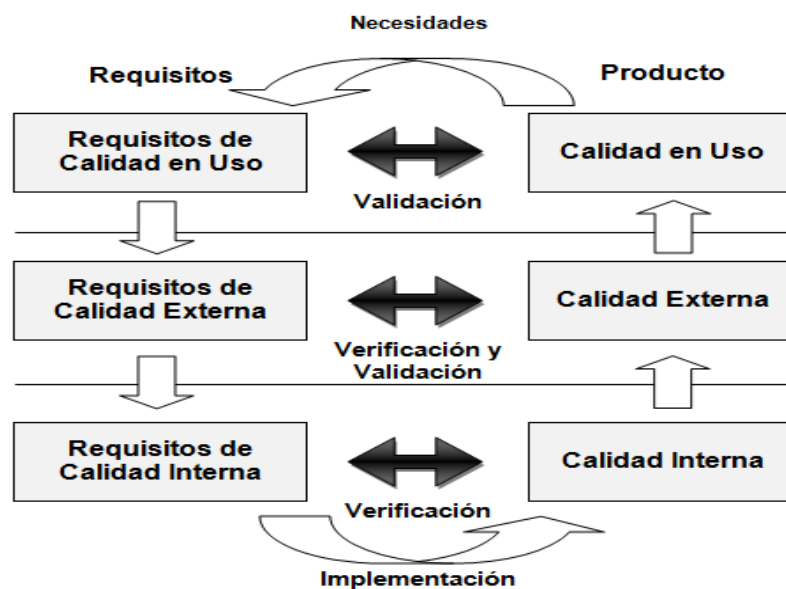 Necesidades
Requisitos
Producto
Requisitos de
Calidad en Uso
Calidad en Uso
Validación
Requisitos de
Calidad Externa
Calidad Externa
Verificación y
Validación
Requisitos de
Calidad Interna
Calidad Interna
Verificación
Implementación